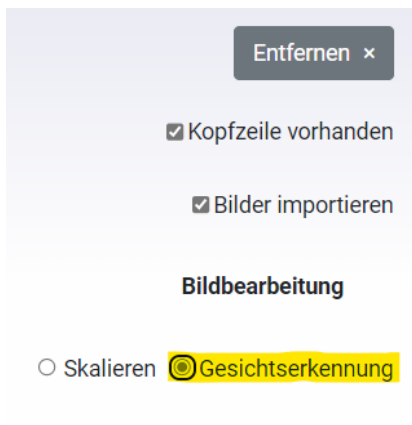 Entfernen ×
Kopfzeile vorhanden
Bilder importieren
Bildbearbeitung
Skalieren Gesichtserkennung